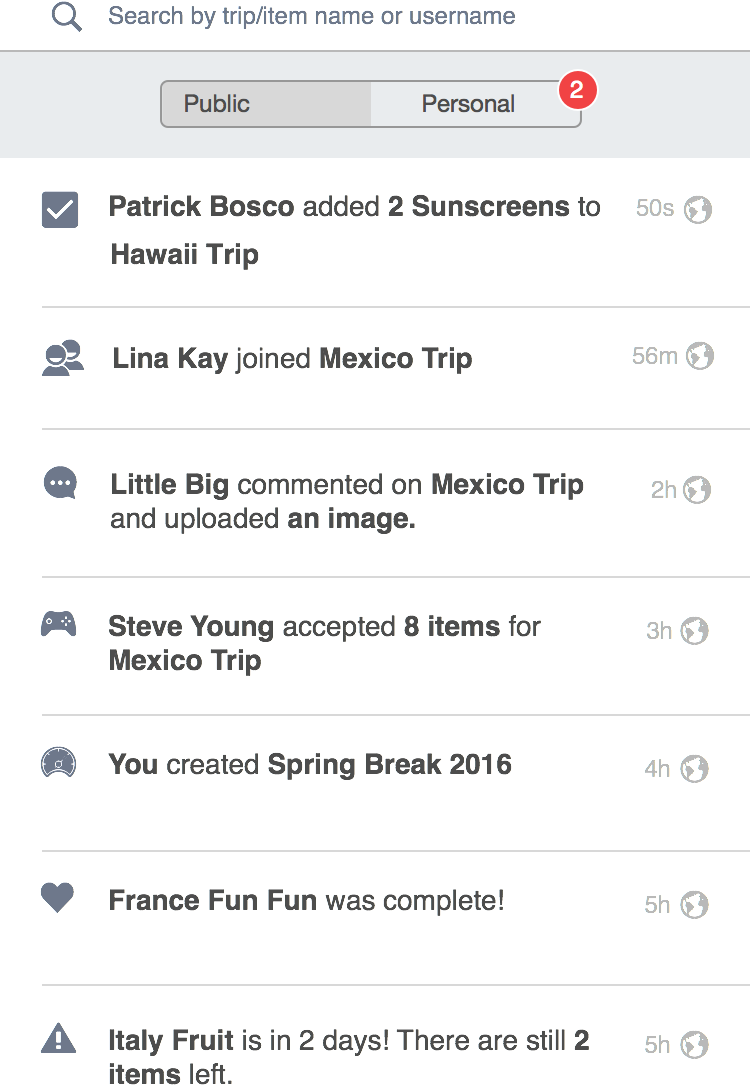 Search by trip/item name or username
Public Personal 2
Patrick Bosco added 2 Sunscreens to 50s
Hawaii Trip
Lina Kay joined Mexico Trip 56m
Little Big commented on Mexico Trip 2h
and uploaded an image.
Steve Young accepted 8 items for 3h
Mexico Trip
You created Spring Break 2016 4h
France Fun Fun was complete! 5h
Italy Fruit is in 2 days! There are still 2 5h
items left.